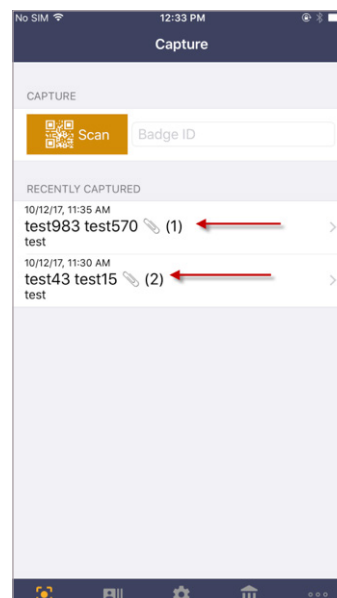 No SIM 12:33 PM
Capture
CAPTURE
Scan Badge ID
RECENTLY CAPTURED
10/12/17, 11:35 AM
test983 test570 (1)
test
10/12/17, 11:30 AM
test43 test15 (2)
test